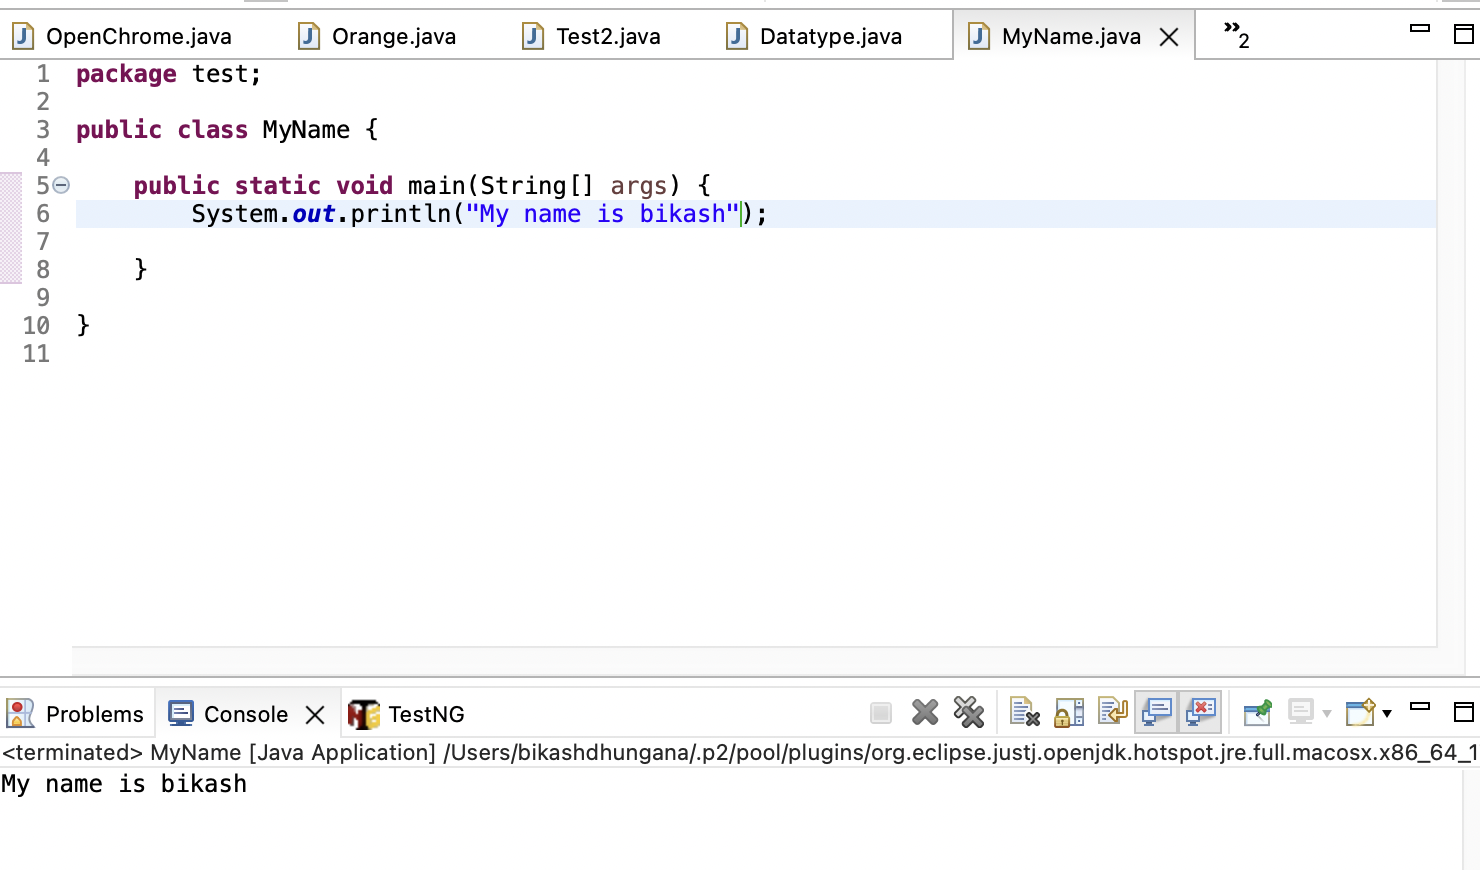 OpenChrome.java Orange.java Test2.java Datatype.java MyName.java »2
1 package test;
2
3 public class MyName {
4
5 public static void main(String[] args) {
6 System.out.println("My name is bikash");
7
8 }
9
10 }
11
Problems Console TestNG
<terminated> MyName [Java Application] /Users/bikashdhungana/.p2/pool/plugins/org.eclipse.justj.openjdk.hotspot.jre.full.macosx.x86_64_1
My name is bikash